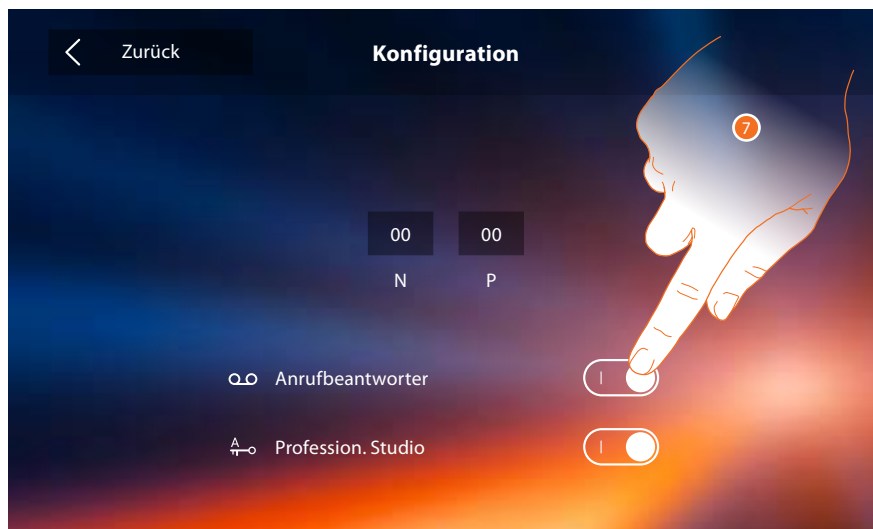 Zurück
Konfiguration
7
00 00
N P
Anrufbeantworter
A
Profession. Studio